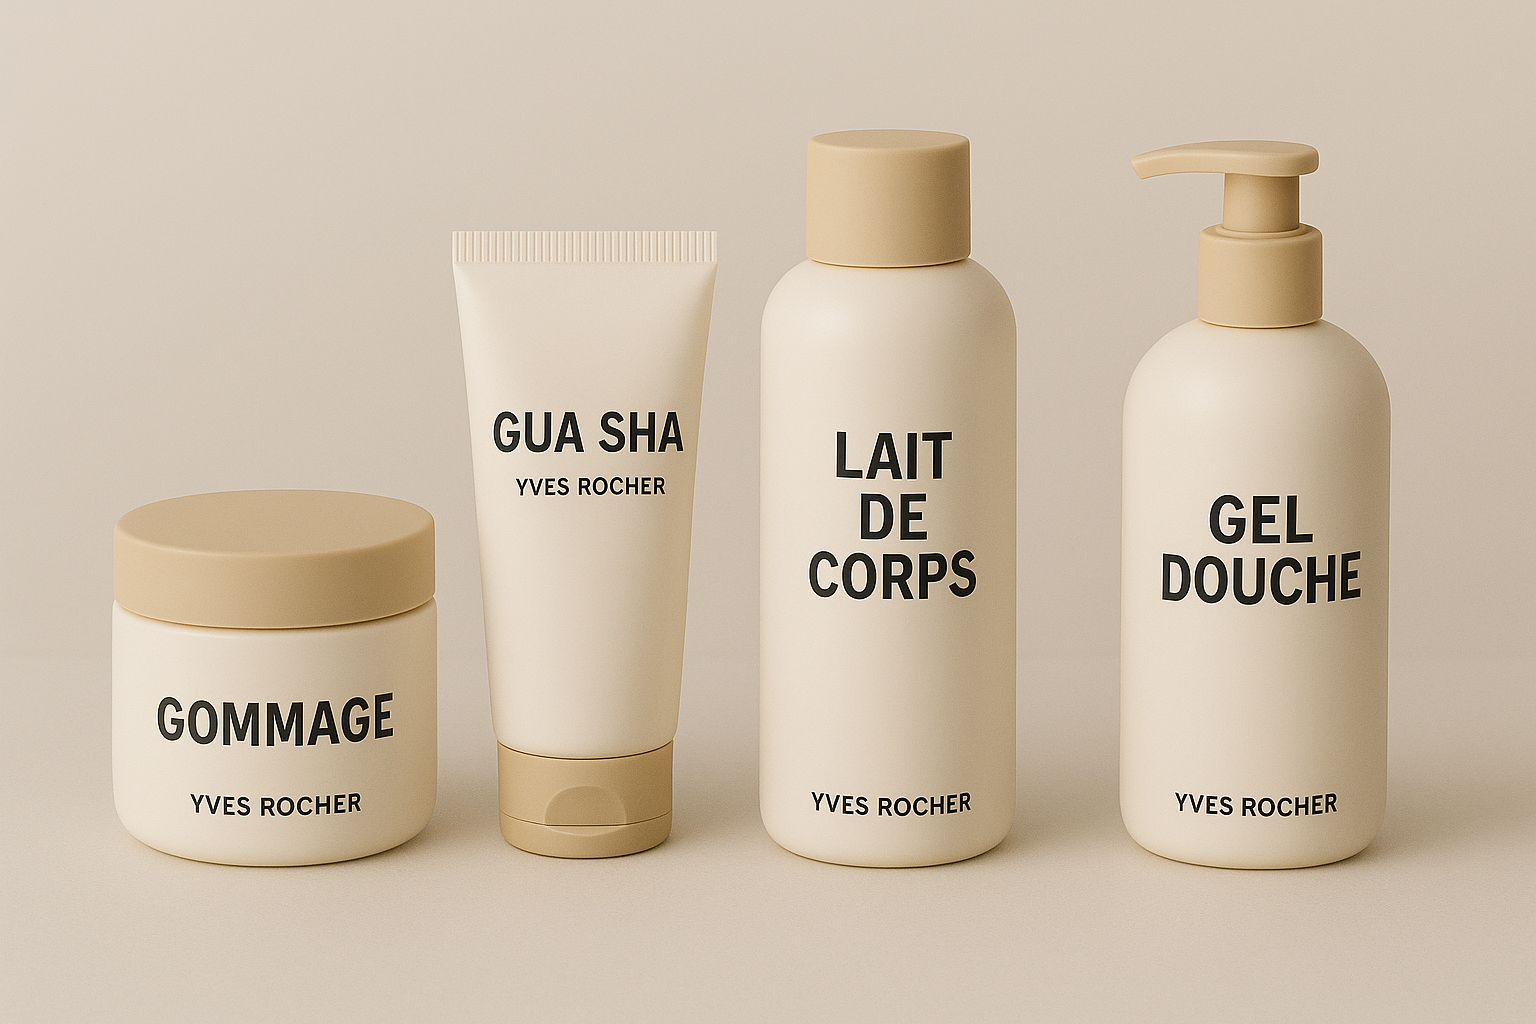 GOMMAGE
YVES ROCHER
GUA SHA
YVES ROCHER
LAIT
DE
CORPS
YVES ROCHER
GEL
DOUCHE
YVES ROCHER